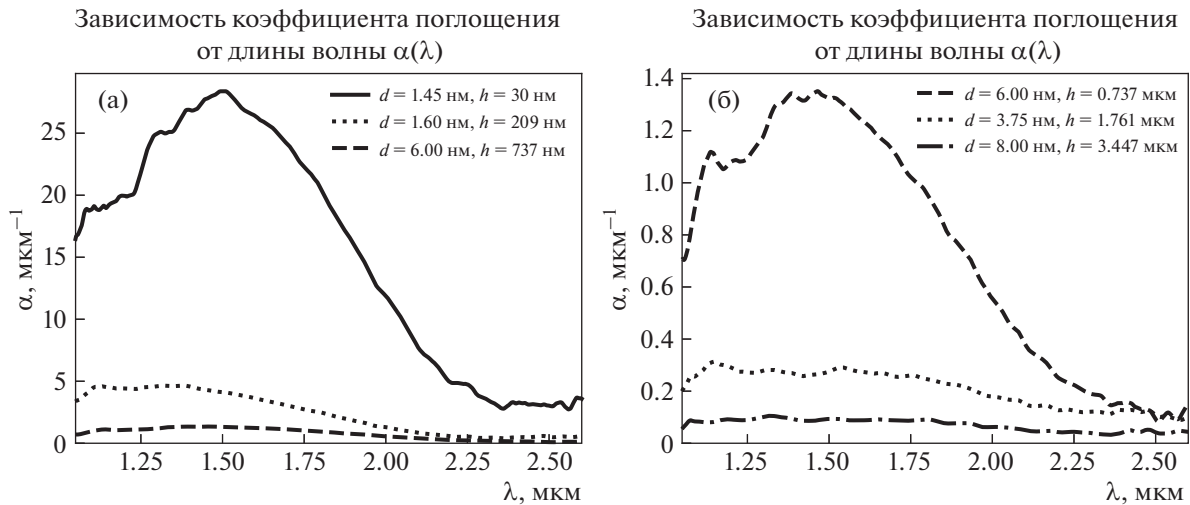 Зависимость коэффициента поглощения
от длины волны α(λ)
(а)
d = 1.45 нм, h = 30 нм
d = 1.60 нм, h = 209 нм
d = 6.00 нм, h = 737 нм
α, мкм⁻¹
25
20
15
10
5
0
1.25 1.50 1.75 2.00 2.25 2.50
λ, мкм
Зависимость коэффициента поглощения
от длины волны α(λ)
(б)
d = 6.00 нм, h = 0.737 мкм
d = 3.75 нм, h = 1.761 мкм
d = 8.00 нм, h = 3.447 мкм
α, мкм⁻¹
1.4
1.2
1.0
0.8
0.6
0.4
0.2
0
1.25 1.50 1.75 2.00 2.25 2.50
λ, мкм